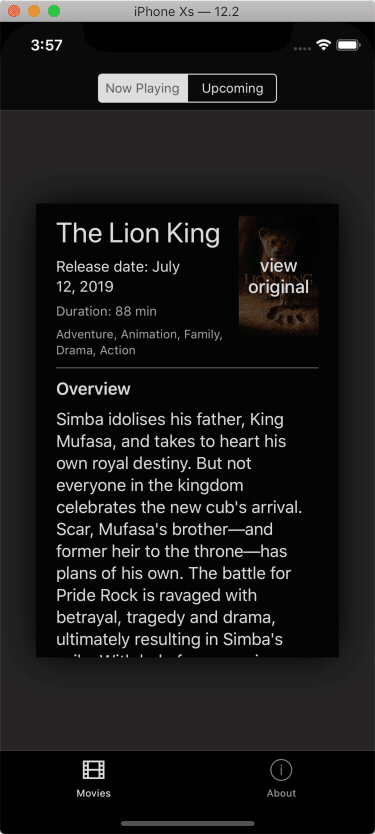 iPhone Xs — 12.2
3:57
Now Playing
Upcoming
The Lion King
Release date: July
12, 2019
Duration: 88 min
Adventure, Animation, Family,
Drama, Action
view
original
Overview
Simba idolises his father, King
Mufasa, and takes to heart his
own royal destiny. But not
everyone in the kingdom
celebrates the new cub's arrival.
Scar, Mufasa's brother—and
former heir to the throne—has
plans of his own. The battle for
Pride Rock is ravaged with
betrayal, tragedy and drama,
ultimately resulting in Simba's
Movies
About